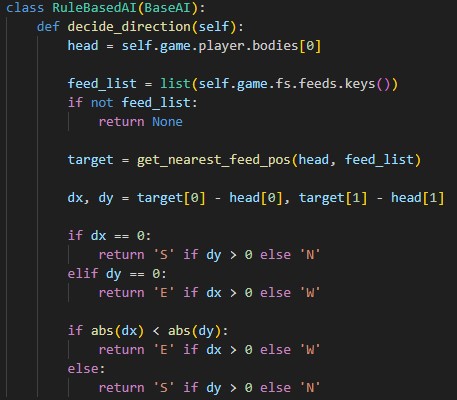 class RuleBasedAI(BaseAI):
    def decide_direction(self):
        head = self.game.player.bodies[0]

        feed_list = list(self.game.fs.feeds.keys())
        if not feed_list:
            return None

        target = get_nearest_feed_pos(head, feed_list)

        dx, dy = target[0] - head[0], target[1] - head[1]

        if dx == 0:
            return 'S' if dy > 0 else 'N'
        elif dy == 0:
            return 'E' if dx > 0 else 'W'

        if abs(dx) < abs(dy):
            return 'E' if dx > 0 else 'W'
        else:
            return 'S' if dy > 0 else 'N'